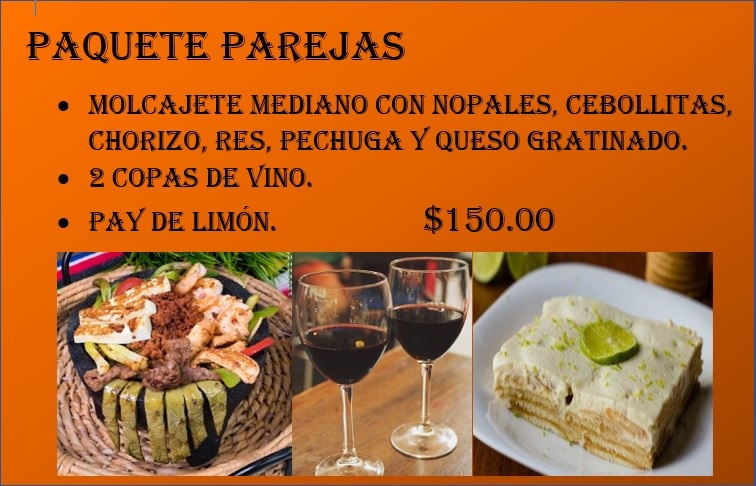 PAQUETE PAREJAS
• MOLCAJETE MEDIANO CON NOPALES, CEBOLLITAS,
CHORIZO, RES, PECHUGA Y QUESO GRATINADO.
• 2 COPAS DE VINO.
• PAY DE LIMÓN. $150.00